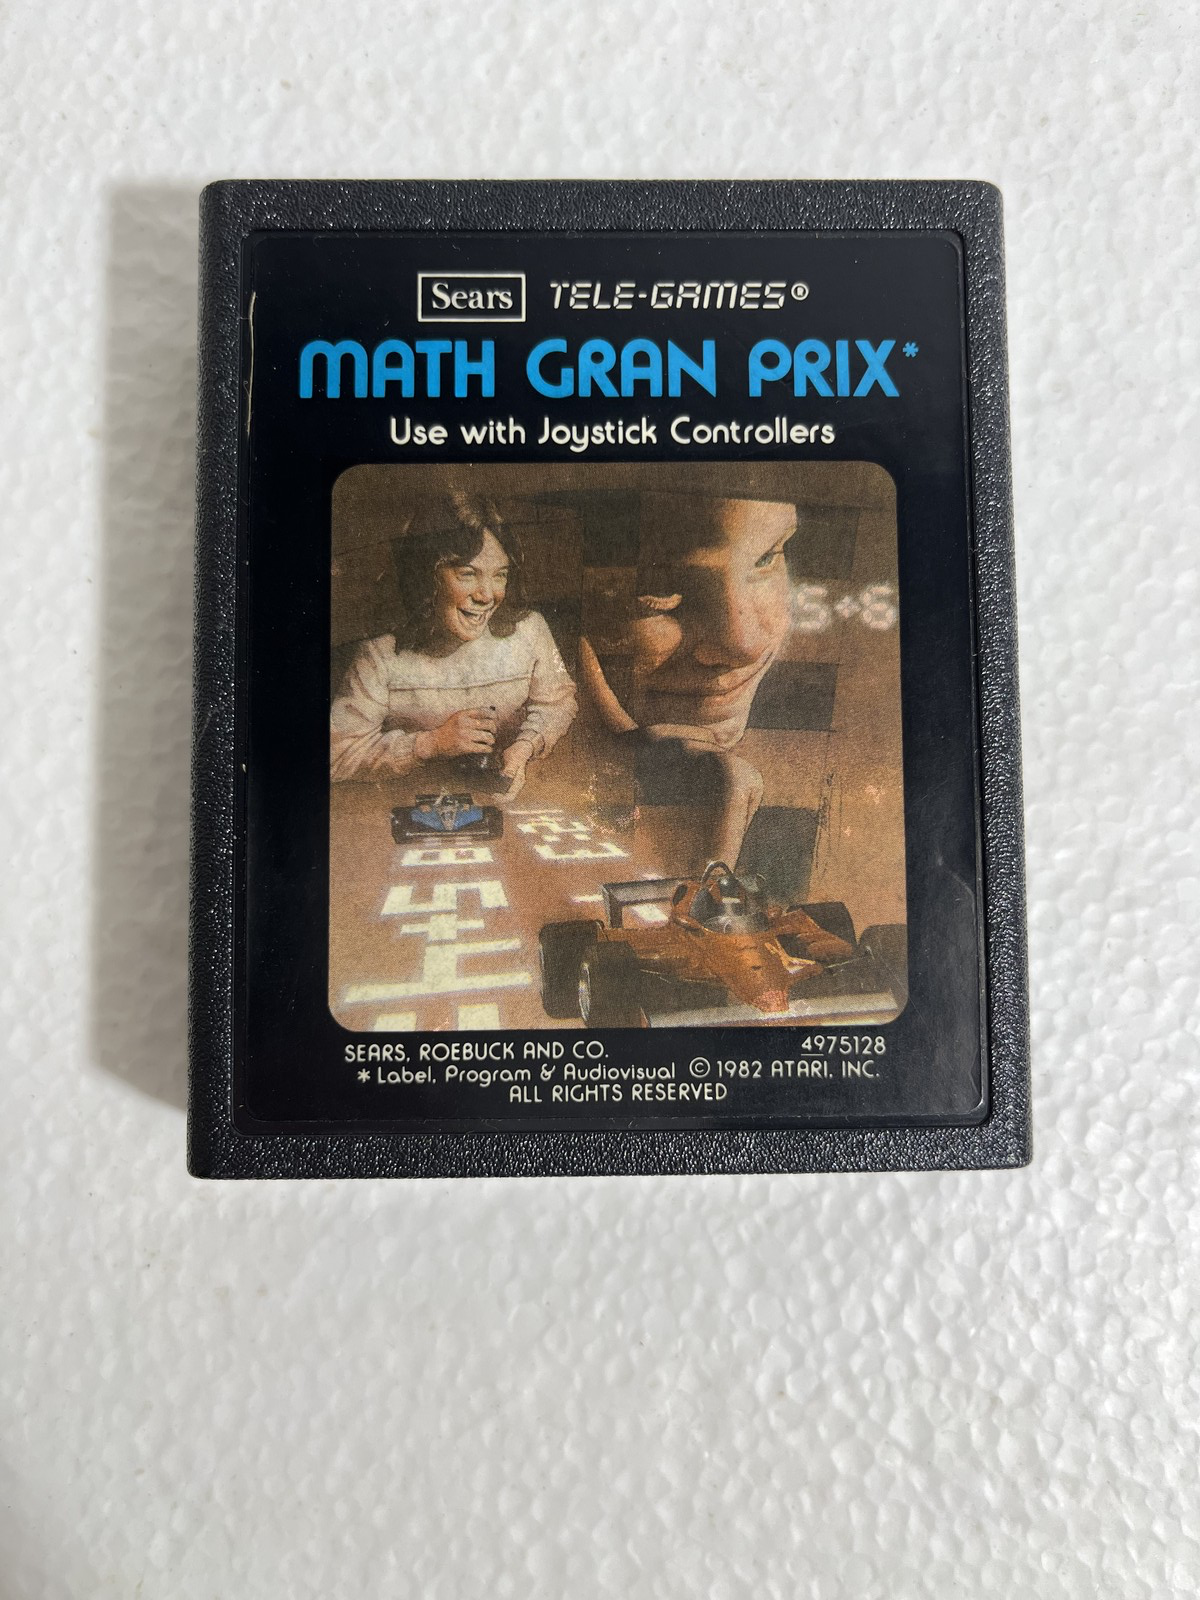 Sears TELE-GAMES®
MATH GRAN PRIX*
Use with Joystick Controllers
5+6
SEARS, ROEBUCK AND CO. 4975128
* Label, Program & Audiovisual © 1982 ATARI, INC.
ALL RIGHTS RESERVED